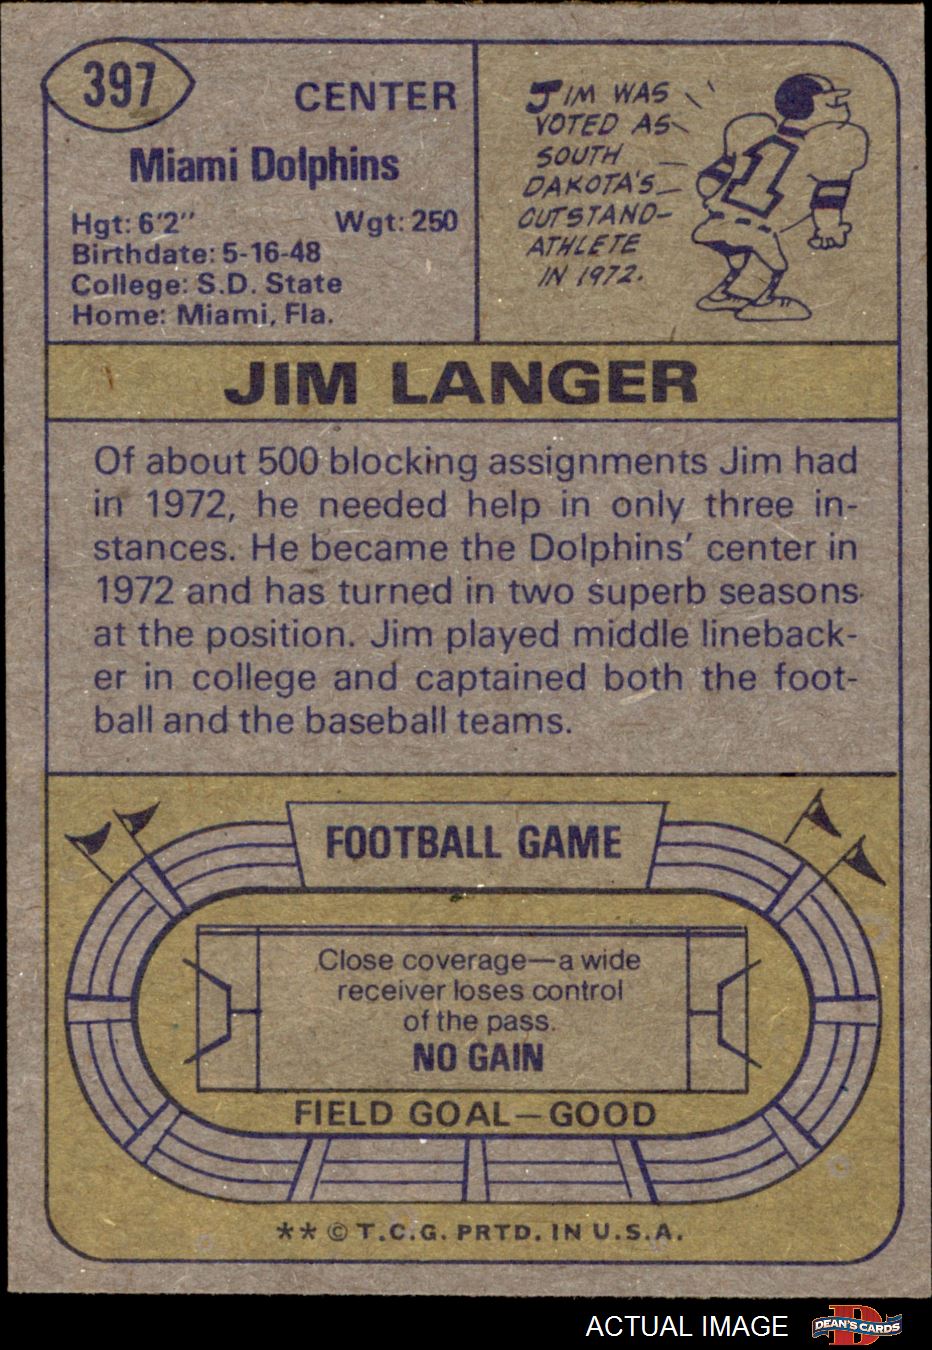 397
CENTER
Miami Dolphins
Hgt: 6'2" Wgt: 250
Birthdate: 5-16-48
College: S.D. State
Home: Miami, Fla.
JIM WAS
VOTED AS
SOUTH
DAKOTA'S
OUTSTAND-
ATHLETE
IN 1972.
1
JIM LANGER
Of about 500 blocking assignments Jim had
in 1972, he needed help in only three in-
stances. He became the Dolphins' center in
1972 and has turned in two superb seasons
at the position. Jim played middle lineback-
er in college and captained both the foot-
ball and the baseball teams.
FOOTBALL GAME
Close coverage—a wide
receiver loses control
of the pass.
NO GAIN
FIELD GOAL—GOOD
** © T.C.G. PRTD. IN U.S.A.
ACTUAL IMAGE
D
DEAN'S CARDS